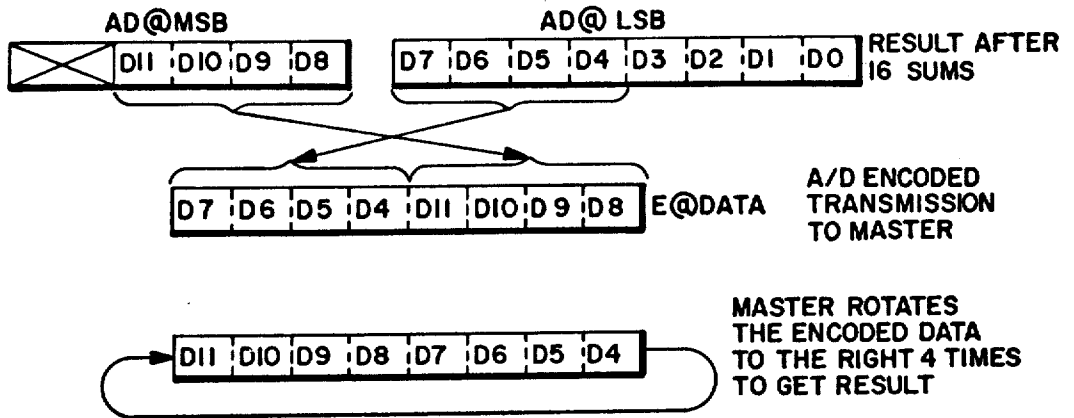 AD@MSB
AD@ LSB
D11 D10 D9 D8
D7 D6 D5 D4 D3 D2 D1 D0
RESULT AFTER
16 SUMS
D7 D6 D5 D4 D11 D10 D9 D8
E@DATA
A/D ENCODED
TRANSMISSION
TO MASTER
D11 D10 D9 D8 D7 D6 D5 D4
MASTER ROTATES
THE ENCODED DATA
TO THE RIGHT 4 TIMES
TO GET RESULT